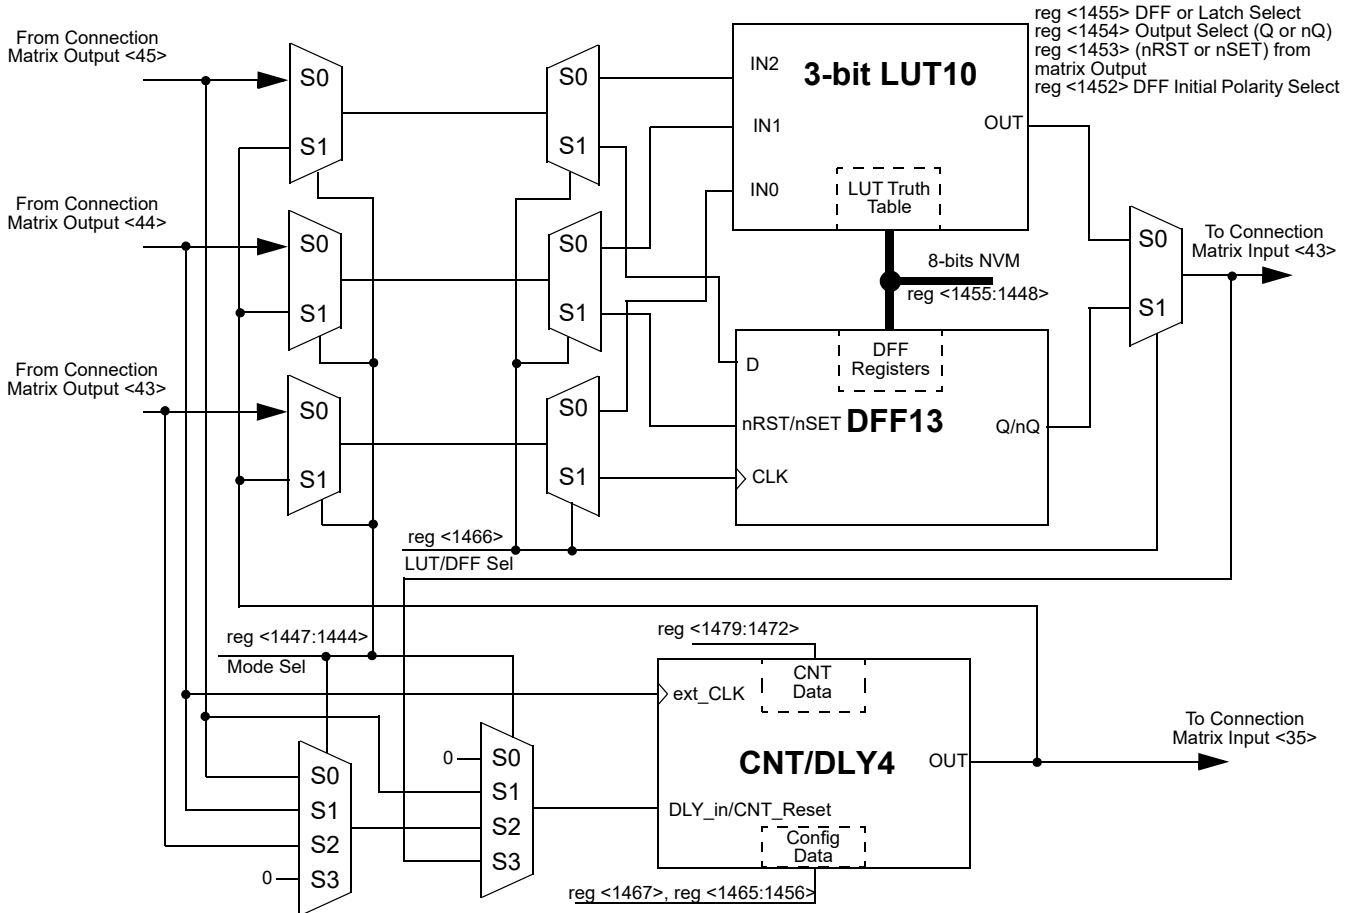 reg <1455> DFF or Latch Select
reg <1454> Output Select (Q or nQ)
reg <1453> (nRST or nSET) from
matrix Output
reg <1452> DFF Initial Polarity Select
From Connection
Matrix Output <45>
S0
S1
S0
S1
IN2
3-bit LUT10
IN1
OUT
IN0
LUT Truth
Table
From Connection
Matrix Output <44>
S0
S1
S0
S1
8-bits NVM
reg <1455:1448>
S0
S1
To Connection
Matrix Input <43>
From Connection
Matrix Output <43>
S0
S1
S0
S1
D
DFF
Registers
nRST/nSET
DFF13
Q/nQ
CLK
reg <1466>
LUT/DFF Sel
reg <1447:1444>
Mode Sel
reg <1479:1472>
CNT
Data
ext_CLK
CNT/DLY4
OUT
To Connection
Matrix Input <35>
DLY_in/CNT_Reset
Config
Data
0
S0
S1
S2
S3
S0
S1
S2
0
S3
reg <1467>, reg <1465:1456>